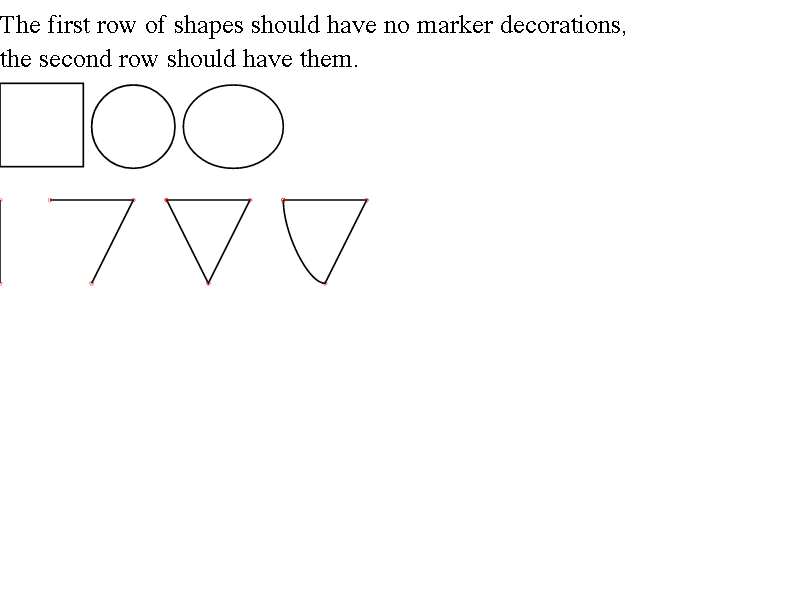 The first row of shapes should have no marker decorations,
the second row should have them.